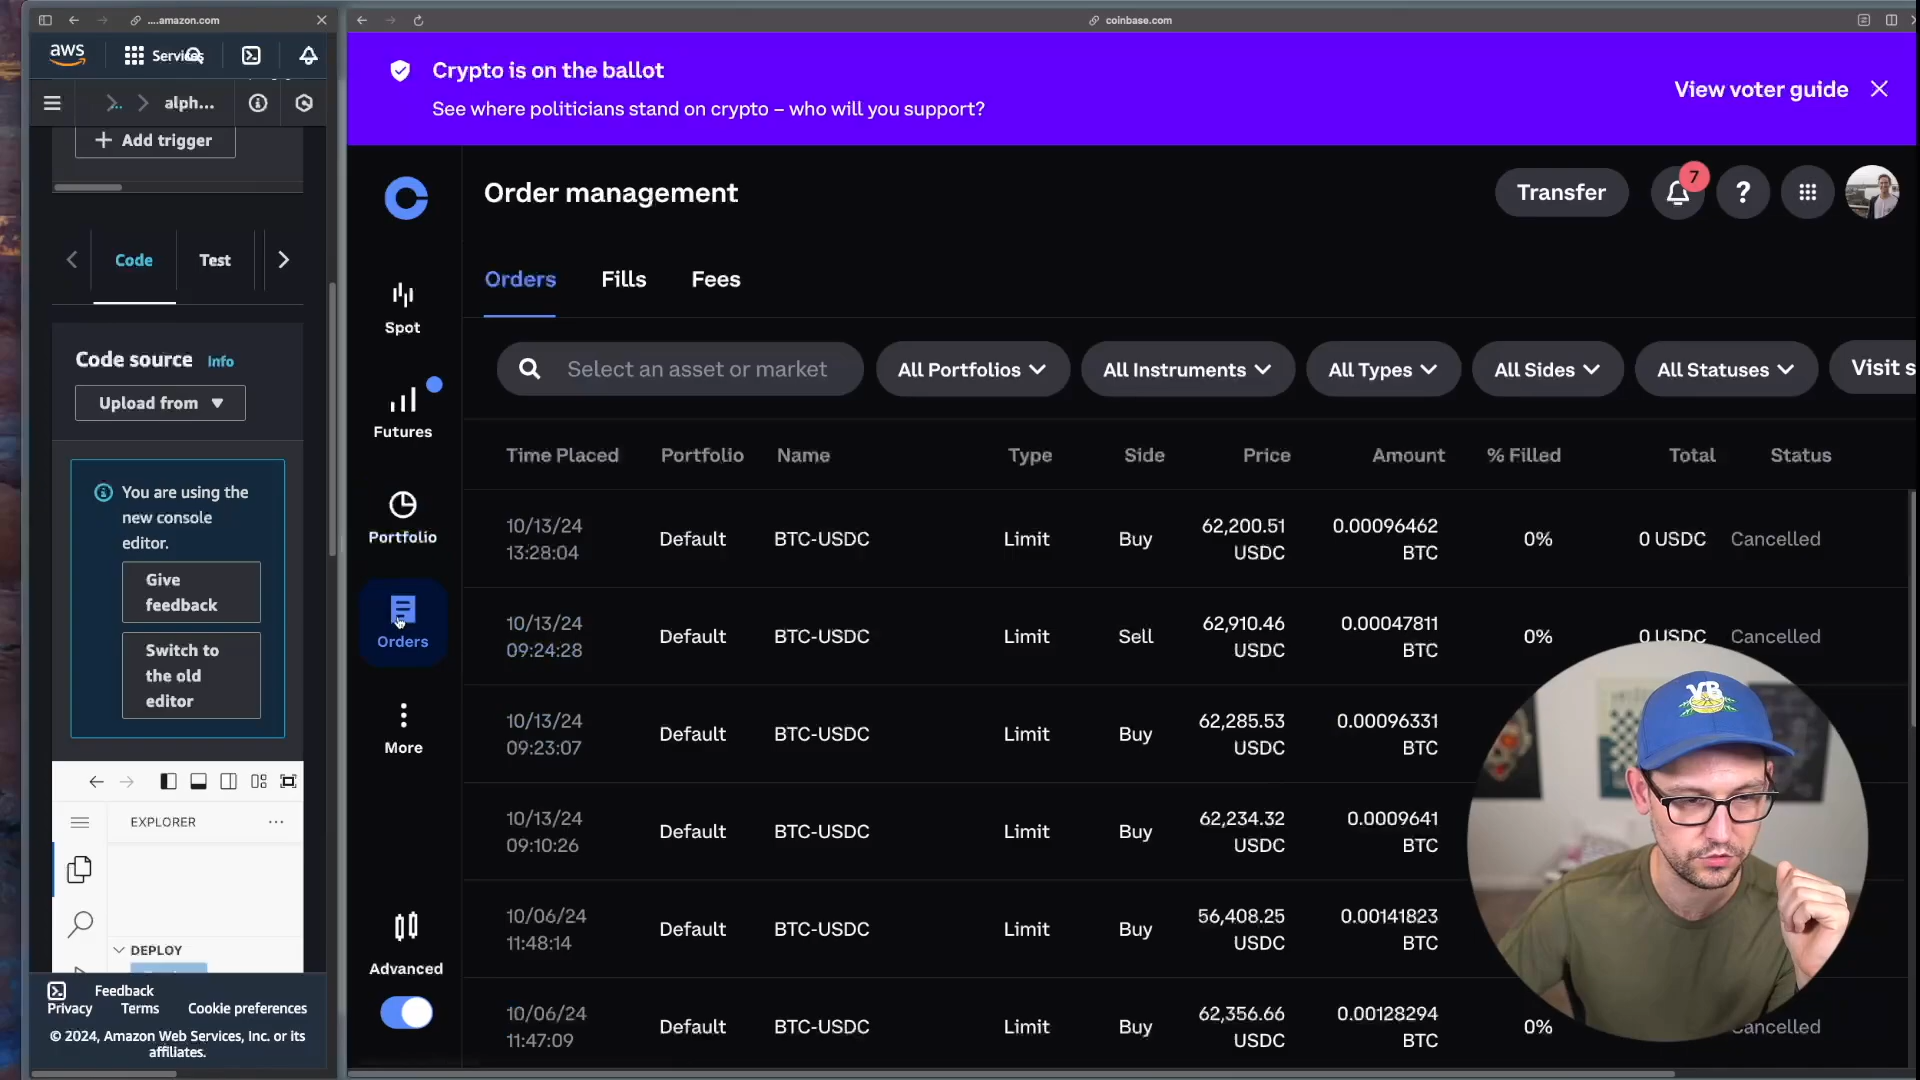 ....amazon.com
aws
Services
alph...
Add trigger
Code
Test
Code source
Info
Upload from
You are using the
new console
editor.
Give
feedback
Switch to
the old
editor
EXPLORER
DEPLOY
Feedback
Privacy
Terms
Cookie preferences
© 2024, Amazon Web Services, Inc. or its
affiliates.
coinbase.com
Crypto is on the ballot
See where politicians stand on crypto – who will you support?
View voter guide
Order management
Transfer
7
?
Spot
Futures
Portfolio
Orders
More
Advanced
Orders
Fills
Fees
Select an asset or market
All Portfolios
All Instruments
All Types
All Sides
All Statuses
Visit s
Time Placed Portfolio Name Type Side Price Amount % Filled Total Status
10/13/24 62,200.51 0.00096462
Default BTC-USDC Limit Buy 0% 0 USDC Cancelled
13:28:04 USDC BTC
10/13/24 62,910.46 0.00047811
Default BTC-USDC Limit Sell 0% 0 USDC Cancelled
09:24:28 USDC BTC
10/13/24 62,285.53 0.00096331
Default BTC-USDC Limit Buy
09:23:07 USDC BTC
10/13/24 62,234.32 0.0009641
Default BTC-USDC Limit Buy
09:10:26 USDC BTC
10/06/24 56,408.25 0.00141823
Default BTC-USDC Limit Buy
11:48:14 USDC BTC
10/06/24 62,356.66 0.00128294
Default BTC-USDC Limit Buy 0% Cancelled
11:47:09 USDC BTC
YB